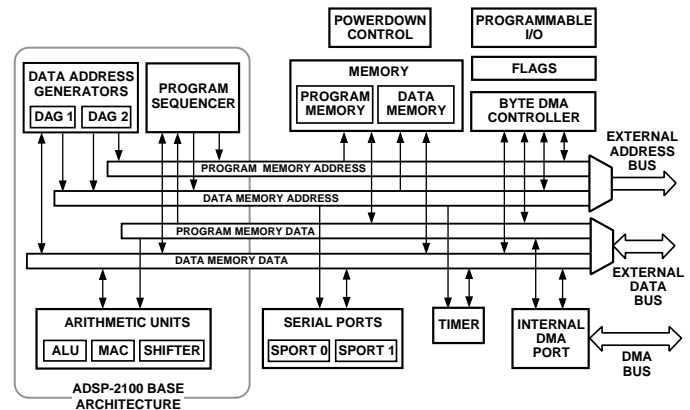 POWERDOWN
CONTROL
PROGRAMMABLE
I/O
DATA ADDRESS
GENERATORS
DAG 1
DAG 2
PROGRAM
SEQUENCER
MEMORY
PROGRAM
MEMORY
DATA
MEMORY
FLAGS
BYTE DMA
CONTROLLER
EXTERNAL
ADDRESS
BUS
PROGRAM MEMORY ADDRESS
DATA MEMORY ADDRESS
PROGRAM MEMORY DATA
DATA MEMORY DATA
EXTERNAL
DATA
BUS
ARITHMETIC UNITS
ALU
MAC
SHIFTER
SERIAL PORTS
SPORT 0
SPORT 1
TIMER
INTERNAL
DMA
PORT
DMA
BUS
ADSP-2100 BASE
ARCHITECTURE